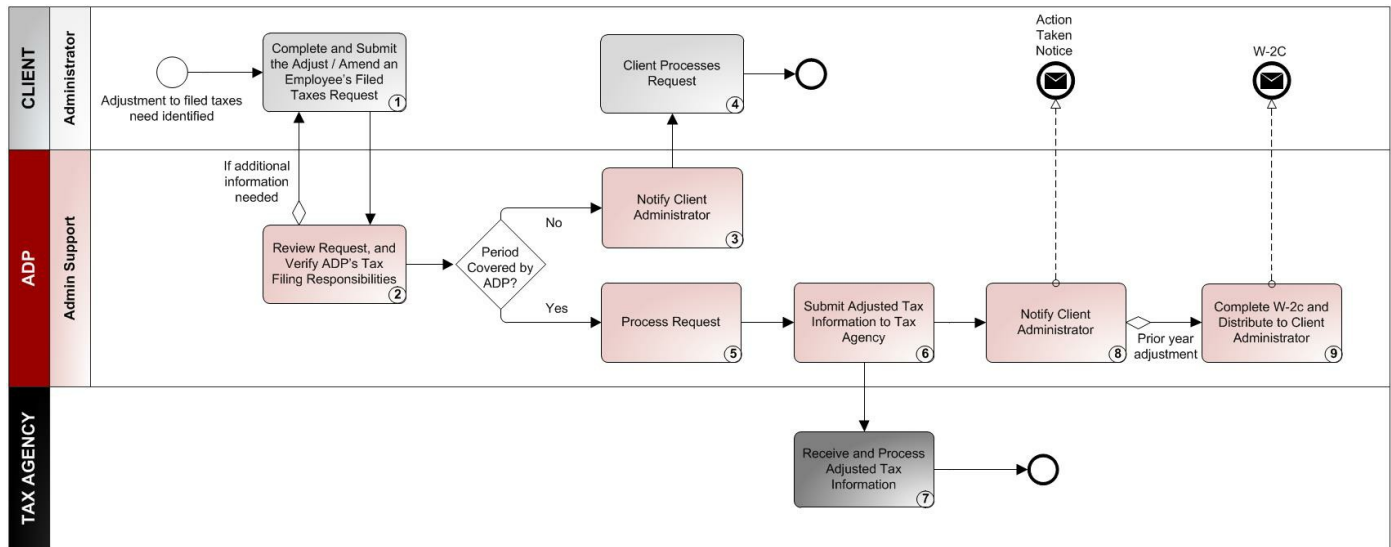 CLIENT
Administrator
Adjustment to filed taxes
need identified
Complete and Submit
the Adjust / Amend an
Employee's Filed
Taxes Request
1
Client Processes
Request
4
Action
Taken
Notice
W-2C
ADP
Admin Support
If additional
information
needed
Review Request, and
Verify ADP's Tax
Filing Responsibilities
2
Period
Covered by
ADP?
No
Notify Client
Administrator
3
Yes
Process Request
5
Submit Adjusted Tax
Information to Tax
Agency
6
Notify Client
Administrator
8
Prior year
adjustment
Complete W-2c and
Distribute to Client
Administrator
9
TAX AGENCY
Receive and Process
Adjusted Tax
Information
7